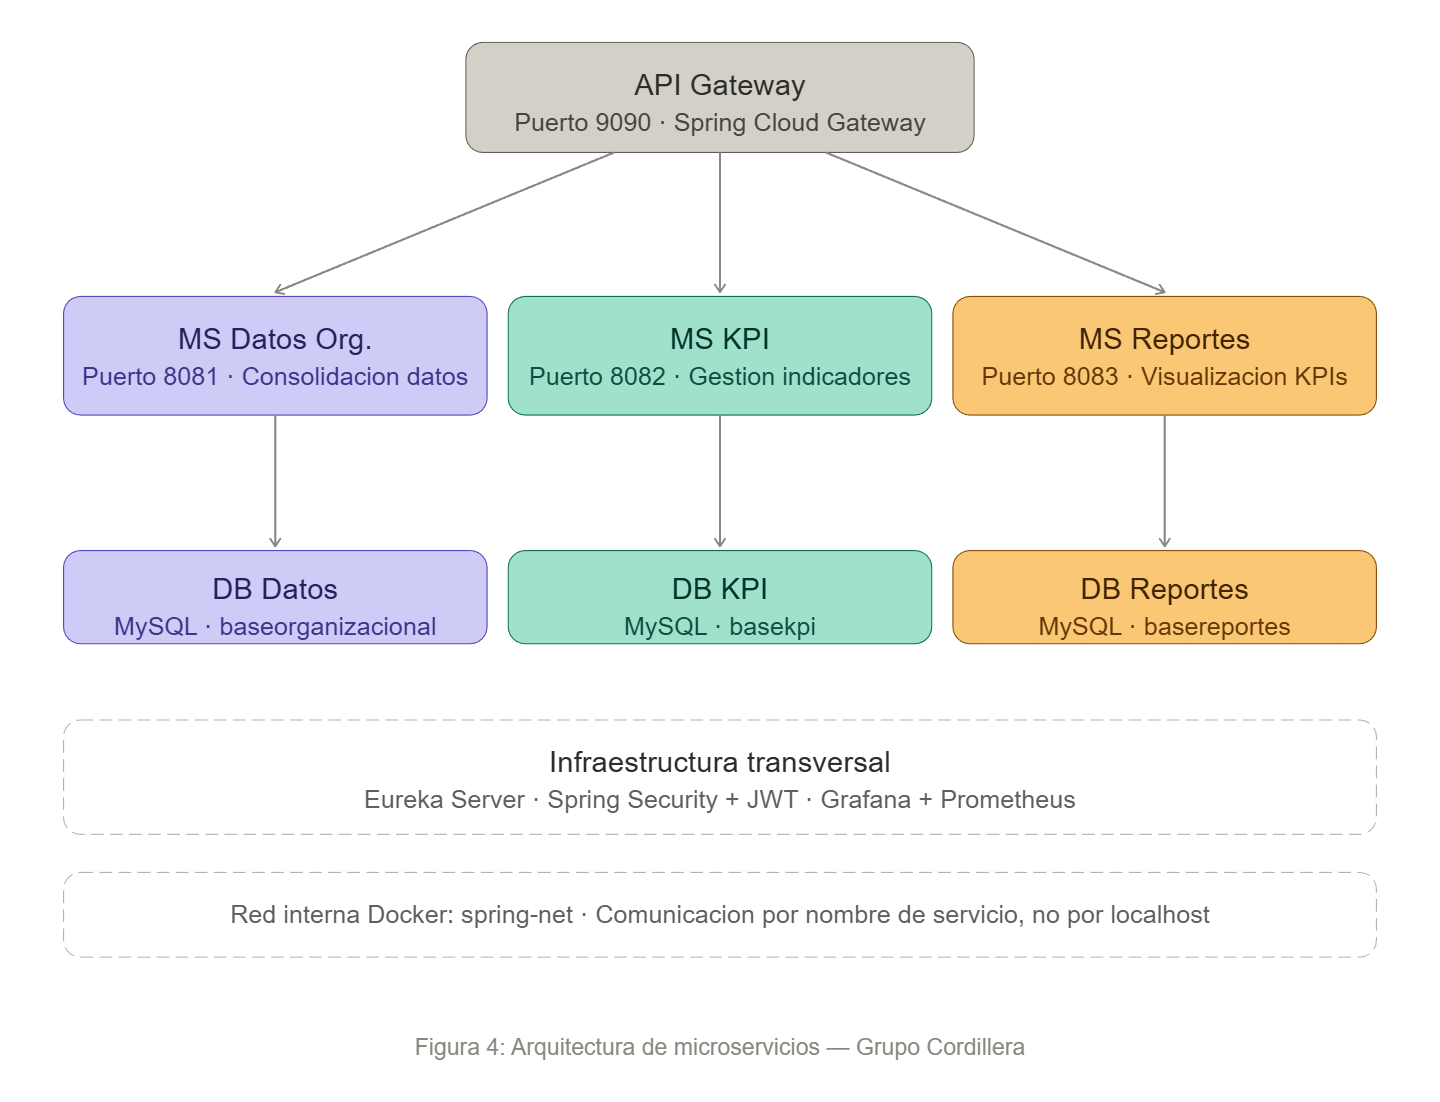 API Gateway
Puerto 9090 · Spring Cloud Gateway
MS Datos Org.
Puerto 8081 · Consolidacion datos
MS KPI
Puerto 8082 · Gestion indicadores
MS Reportes
Puerto 8083 · Visualizacion KPIs
DB Datos
MySQL · baseorganizacional
DB KPI
MySQL · basekpi
DB Reportes
MySQL · basereportes
Infraestructura transversal
Eureka Server · Spring Security + JWT · Grafana + Prometheus
Red interna Docker: spring-net · Comunicacion por nombre de servicio, no por localhost
Figura 4: Arquitectura de microservicios — Grupo Cordillera